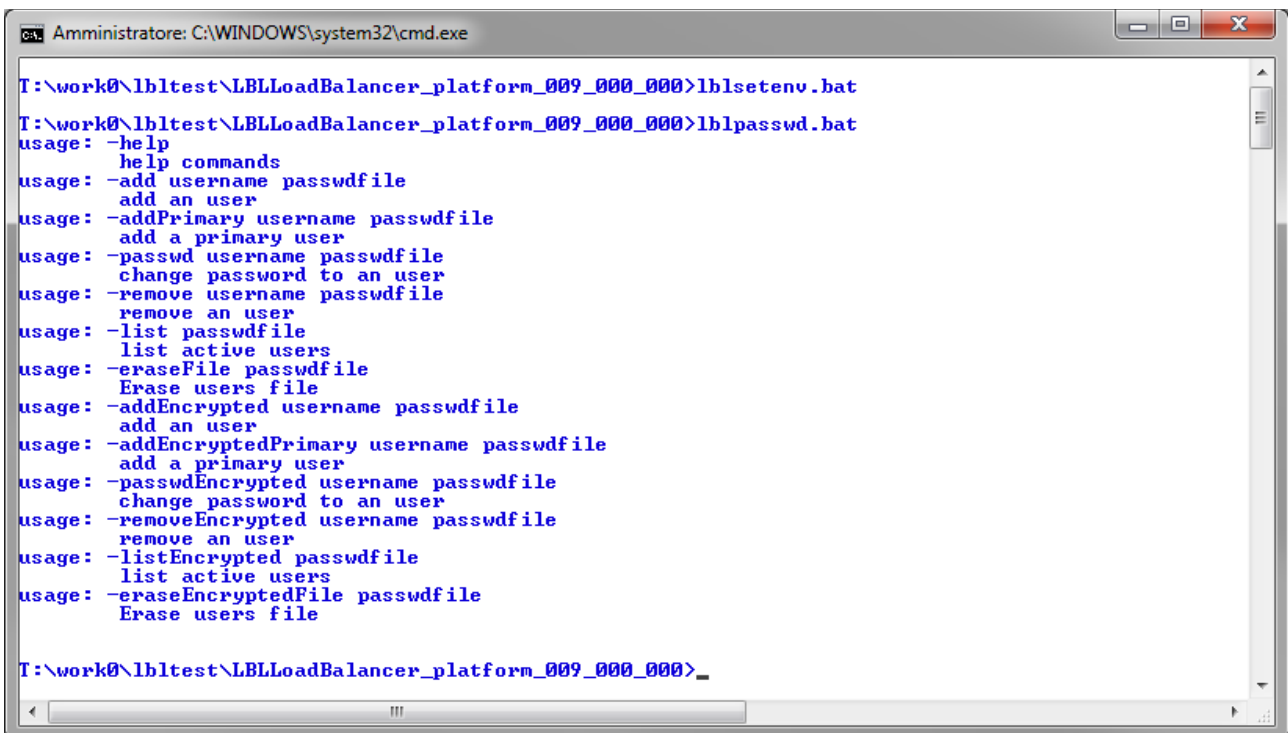 Amministratore: C:\WINDOWS\system32\cmd.exe
T:\work0\lbltest\LBLLoadBalancer_platform_009_000_000>lblsetenv.bat
T:\work0\lbltest\LBLLoadBalancer_platform_009_000_000>lblpasswd.bat
usage: -help
help commands
usage: -add username passwdfile
add an user
usage: -addPrimary username passwdfile
add a primary user
usage: -passwd username passwdfile
change password to an user
usage: -remove username passwdfile
remove an user
usage: -list passwdfile
list active users
usage: -eraseFile passwdfile
Erase users file
usage: -addEncrypted username passwdfile
add an user
usage: -addEncryptedPrimary username passwdfile
add a primary user
usage: -passwdEncrypted username passwdfile
change password to an user
usage: -removeEncrypted username passwdfile
remove an user
usage: -listEncrypted passwdfile
list active users
usage: -eraseEncryptedFile passwdfile
Erase users file
T:\work0\lbltest\LBLLoadBalancer_platform_009_000_000>_